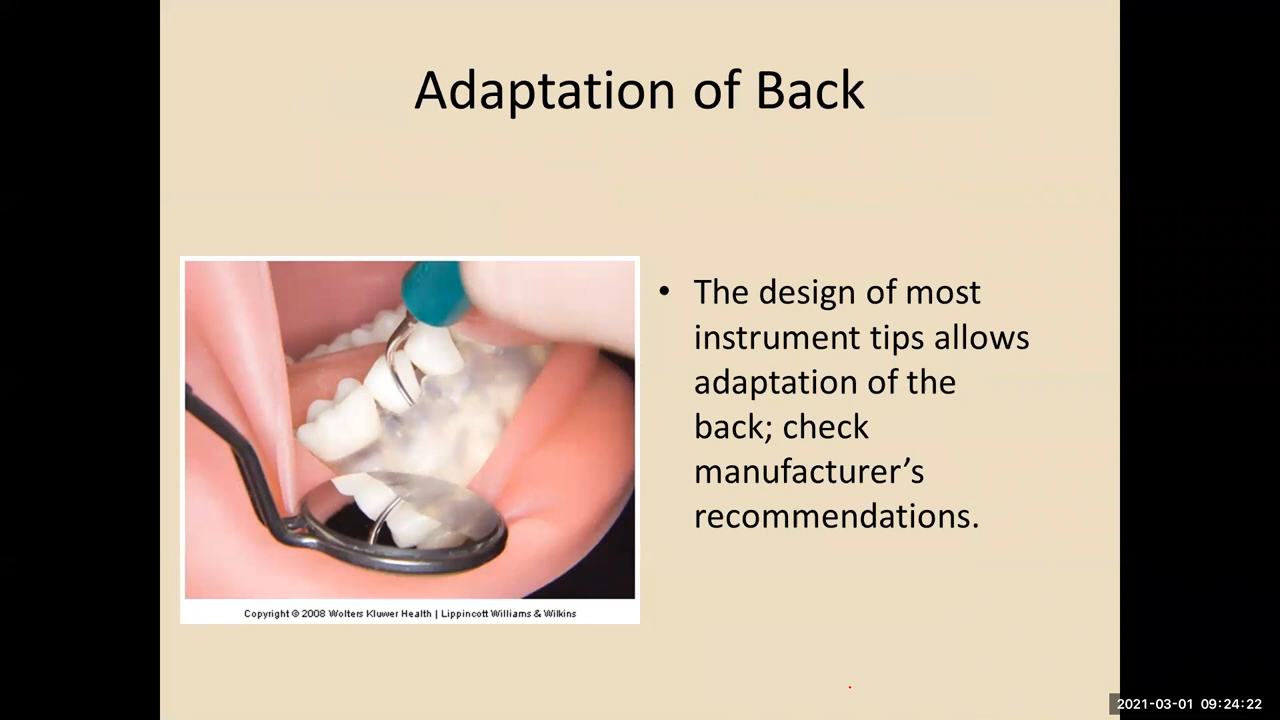 Adaptation of Back
• The design of most
instrument tips allows
adaptation of the
back; check
manufacturer’s
recommendations.
Copyright © 2008 Wolters Kluwer Health | Lippincott Williams & Wilkins
2021-03-01 09:24:22